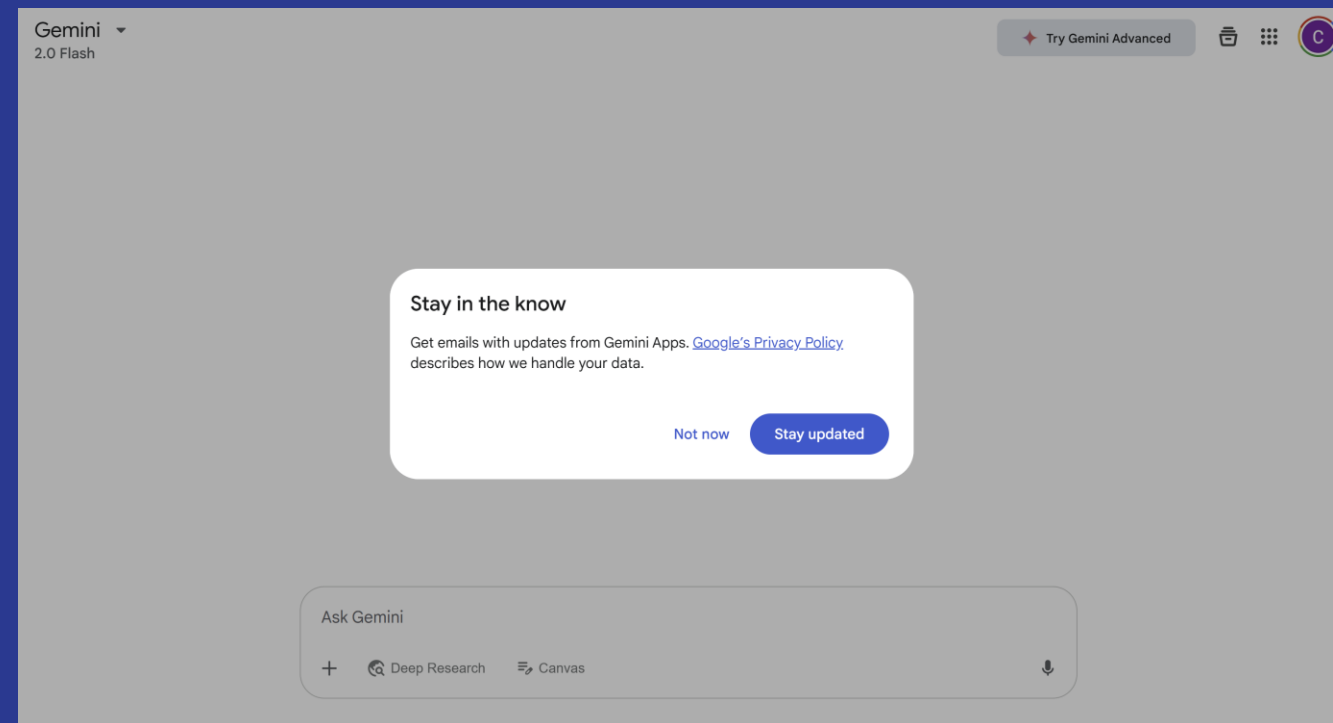 Gemini
2.0 Flash
Try Gemini Advanced
C
Stay in the know
Get emails with updates from Gemini Apps. Google's Privacy Policy
describes how we handle your data.
Not now
Stay updated
Ask Gemini
Deep Research
Canvas